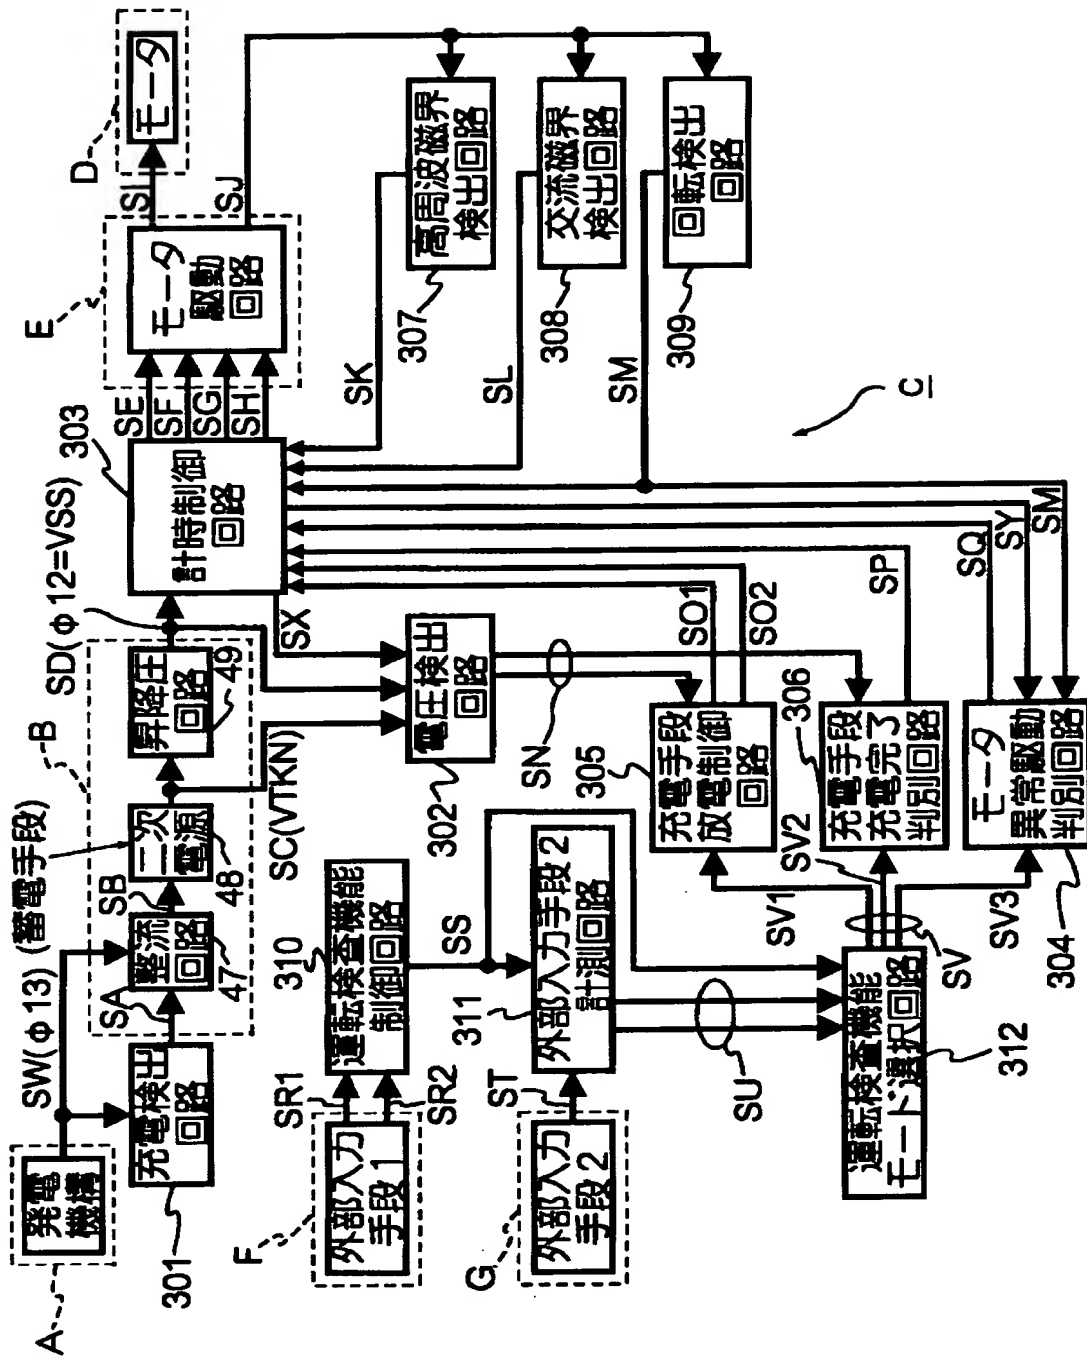 A
発電
機構
SW(φ13)
(蓄電手段)
B
SD(φ12=VSS)
303
E
D
301
充電検出
回路
SA
整流
回路
47
SB
二次
電源
48
昇降圧
回路
49
計時制御
回路
SE
SF
SG
SH
モータ
駆動
回路
SI
モータ
SJ
SC(VTKN)
SX
302
電圧検出
回路
SN
F
外部入力
手段1
SR1
SR2
310
運転検査機能
制御回路
SS
G
外部入力
手段2
ST
311
外部入力手段2
計測回路
SU
運転検査機能
モード選択回路
312
SV
SV1
SV2
SV3
305
充電手段
放電制御
回路
SO1
SO2
306
充電手段
充電完了
判別回路
SP
304
モータ
異常駆動
判別回路
SQ
SY
SM
SK
307
高周波磁界
検出回路
SL
308
交流磁界
検出回路
SM
309
回転検出
回路
C